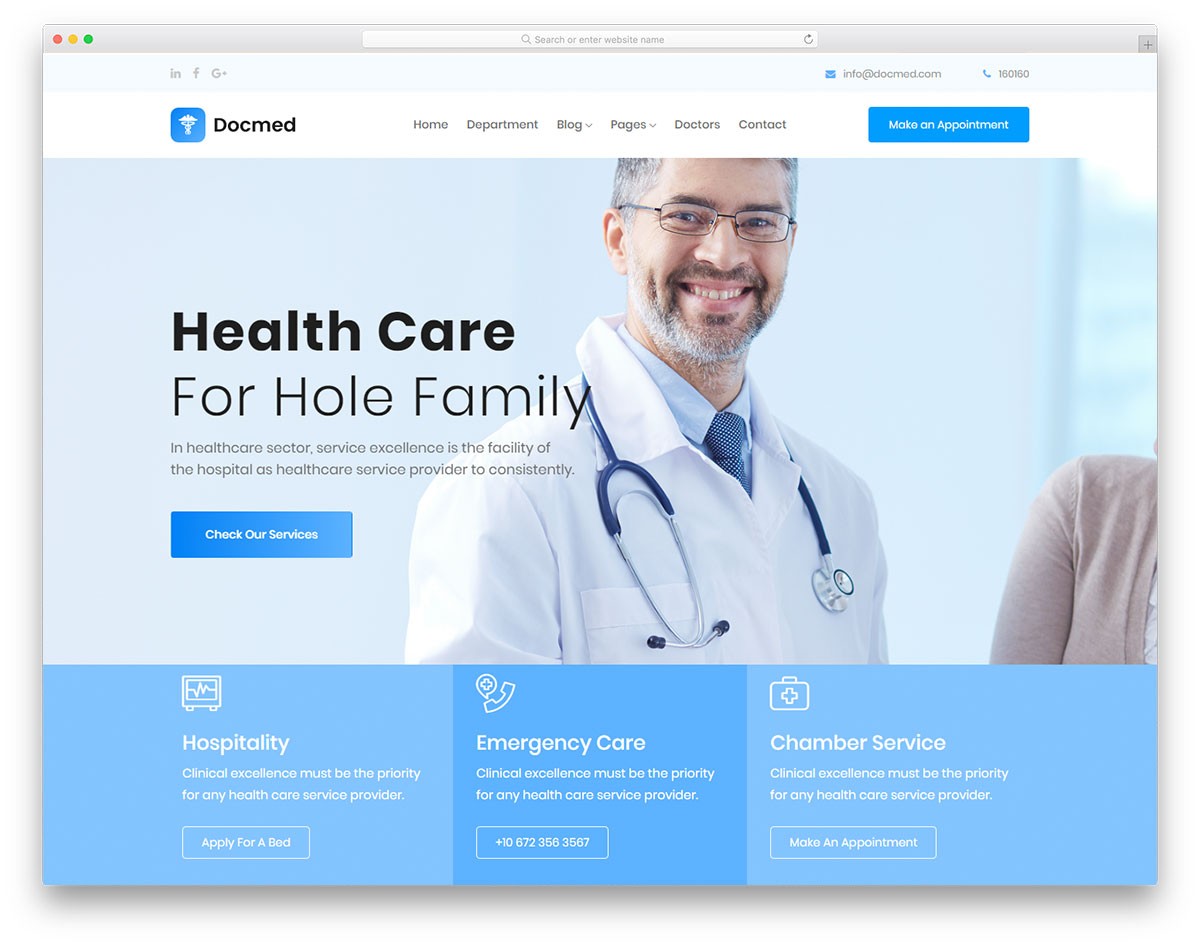 Search or enter website name
in f G+ info@docmed.com 160160
Docmed Home Department Blog Pages Doctors Contact Make an Appointment
Health Care
For Hole Family
In healthcare sector, service excellence is the facility of
the hospital as healthcare service provider to consistently.
Check Our Services
Hospitality
Clinical excellence must be the priority
for any health care service provider.
Apply For A Bed
Emergency Care
Clinical excellence must be the priority
for any health care service provider.
+10 672 356 3567
Chamber Service
Clinical excellence must be the priority
for any health care service provider.
Make An Appointment